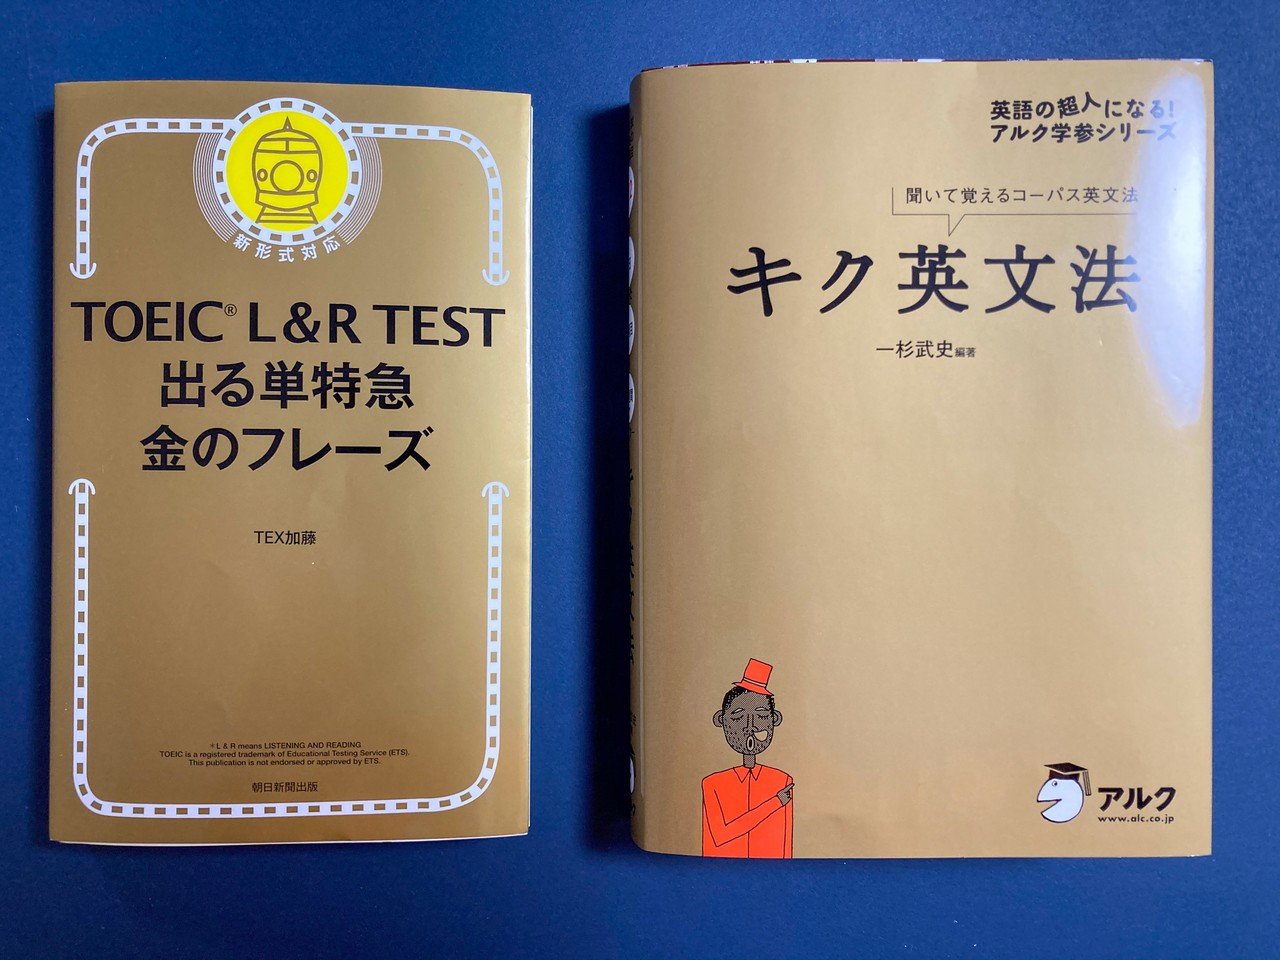 新形式対応
TOEIC® L&R TEST
出る単特急
金のフレーズ
TEX加藤
＊L & R means LISTENING AND READING
TOEIC is a registered trademark of Educational Testing Service (ETS).
This publication is not endorsed or approved by ETS.
朝日新聞出版
英語の超人になる!
アルク学参シリーズ
聞いて覚えるコーパス英文法
キク英文法
一杉武史編著
アルク
www.alc.co.jp